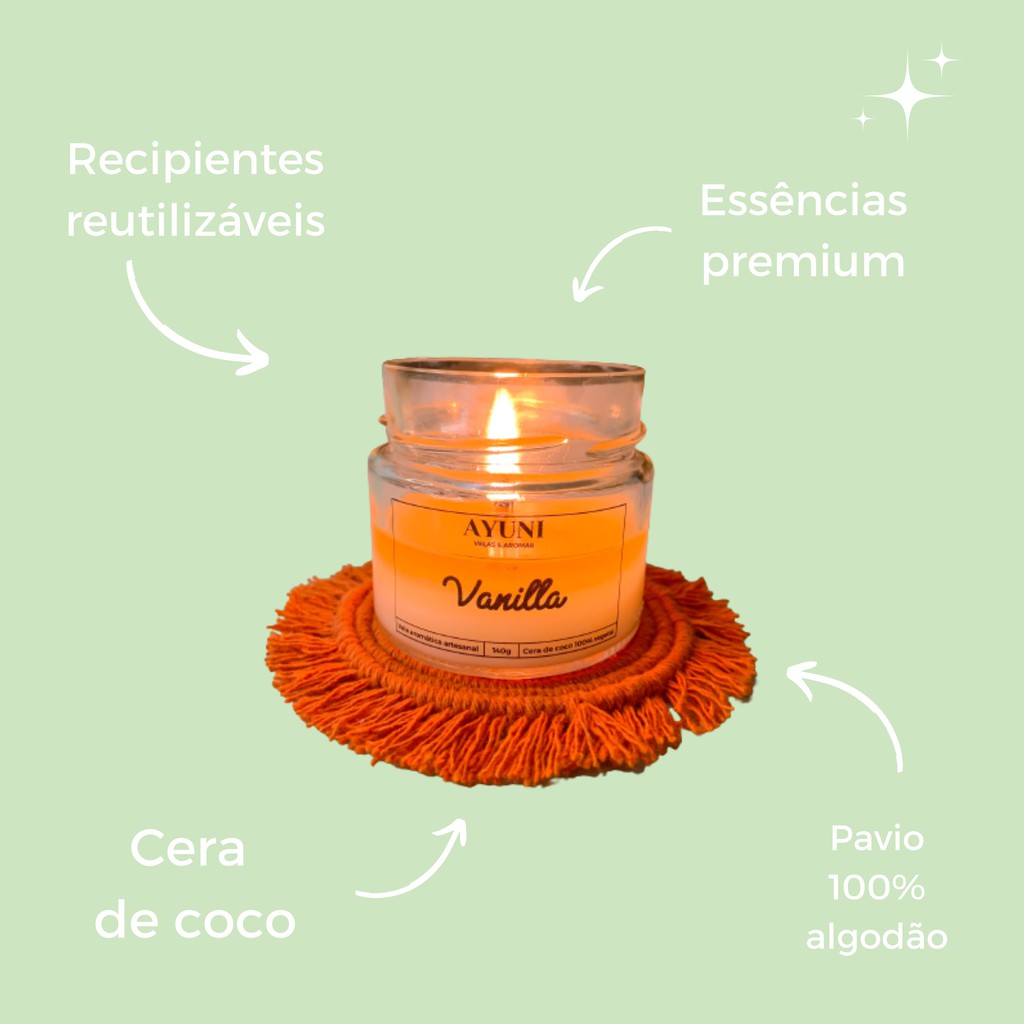 Recipientes
reutilizáveis
Essências
premium
AYUNI
VELAS & AROMAS
Vanilla
Vela aromática artesanal
140g
Cera de coco 100% vegetal
Cera
de coco
Pavio
100%
algodão